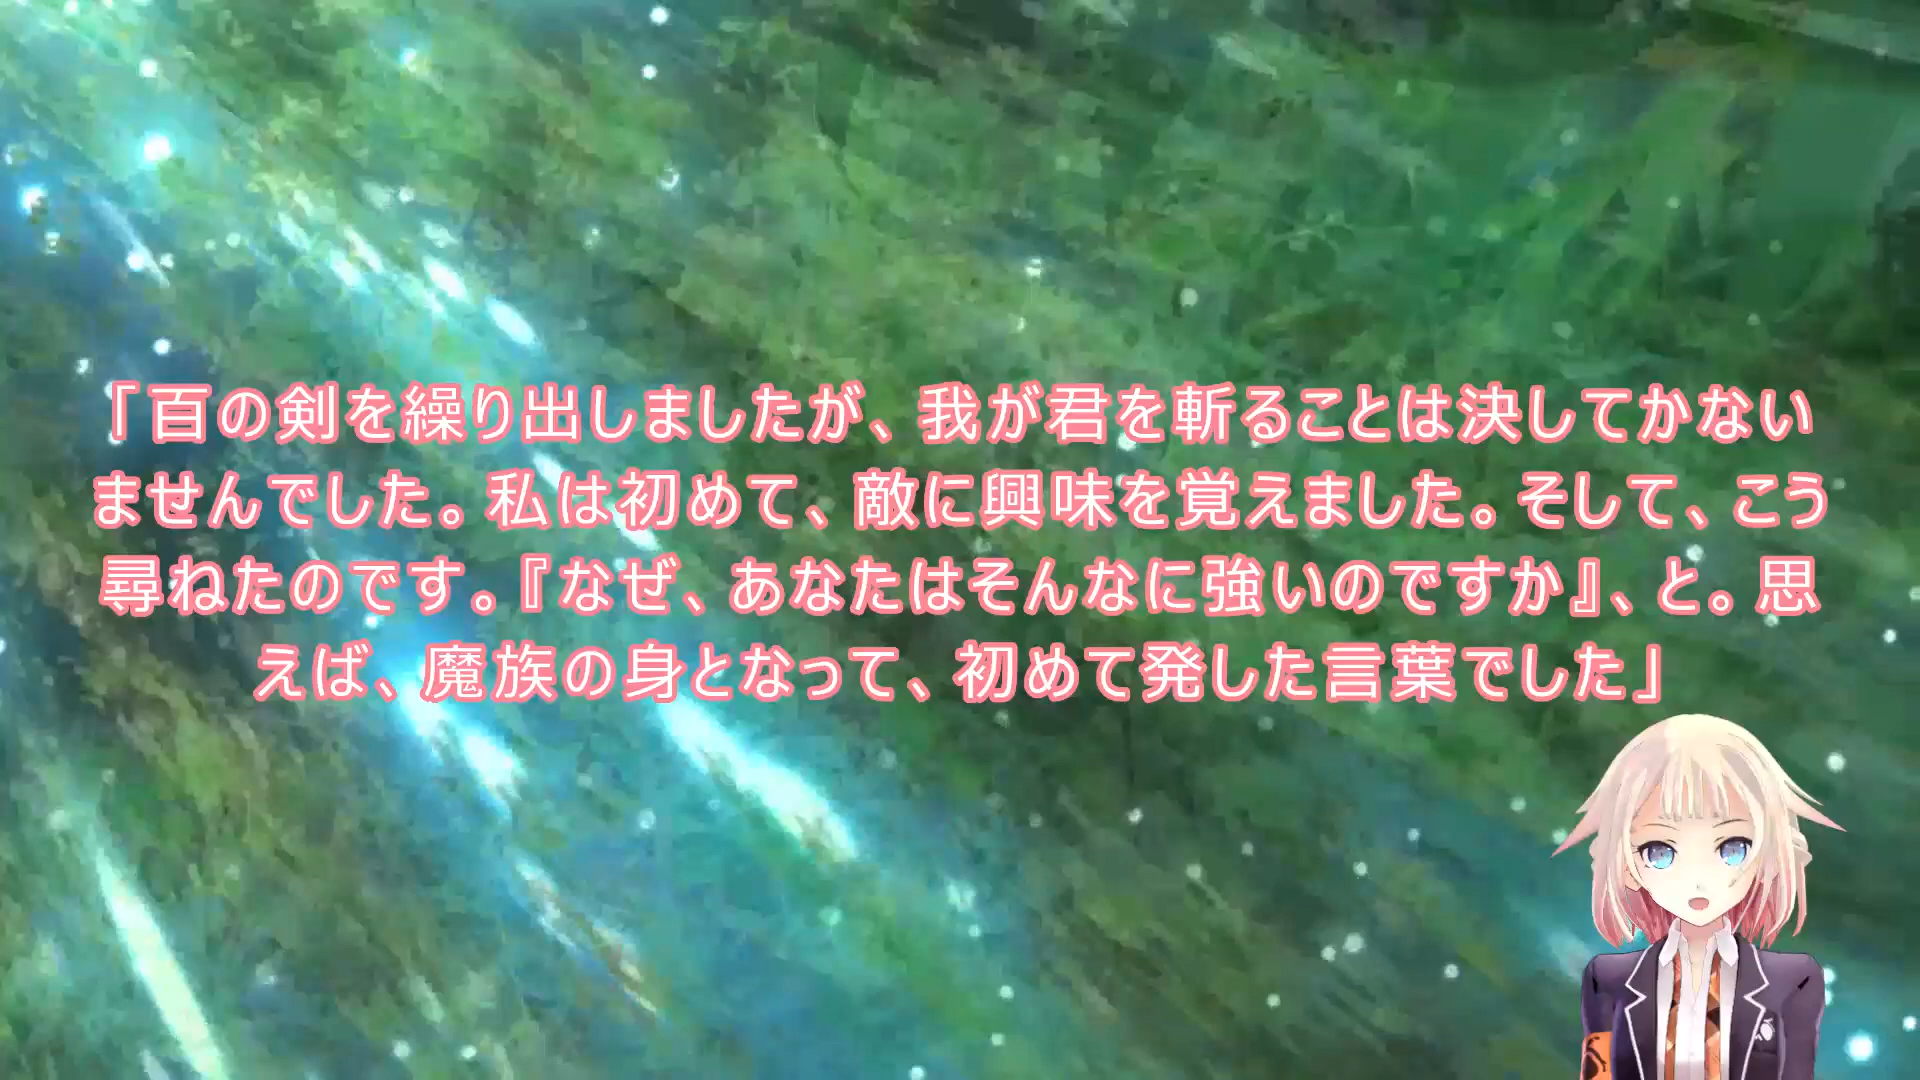 「百の剣を繰り出しましたが、我が君を斬ることは決してかない
ませんでした。私は初めて、敵に興味を覚えました。そして、こう
尋ねたのです。『なぜ、あなたはそんなに強いのですか』、と。思
えば、魔族の身となって、初めて発した言葉でした」